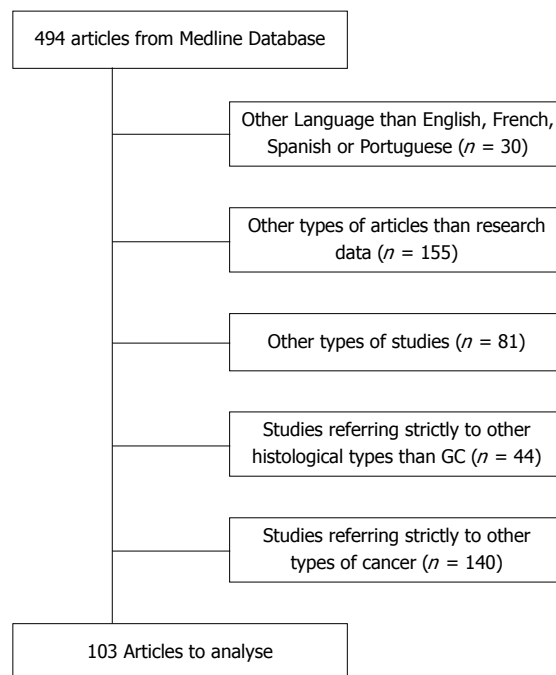 494 articles from Medline Database
Other Language than English, French,
Spanish or Portuguese (n = 30)
Other types of articles than research
data (n = 155)
Other types of studies (n = 81)
Studies referring strictly to other
histological types than GC (n = 44)
Studies referring strictly to other
types of cancer (n = 140)
103 Articles to analyse